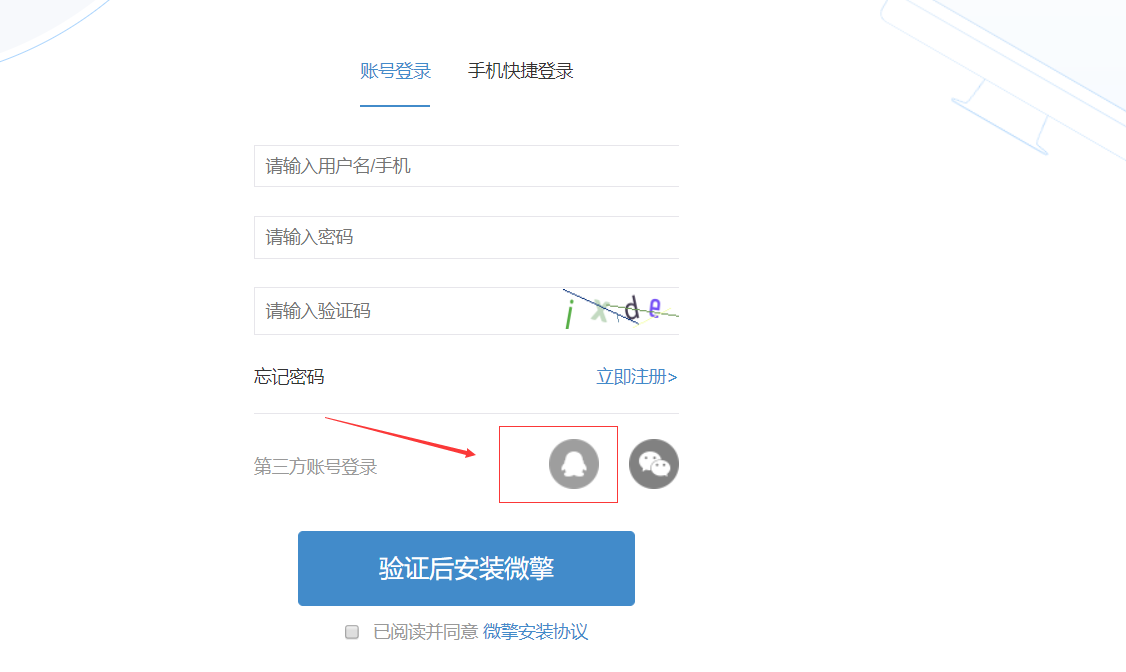 账号登录 手机快捷登录
请输入用户名/手机
请输入密码
请输入验证码 ixde
忘记密码 立即注册>
第三方账号登录
验证后安装微擎
已阅读并同意 微擎安装协议